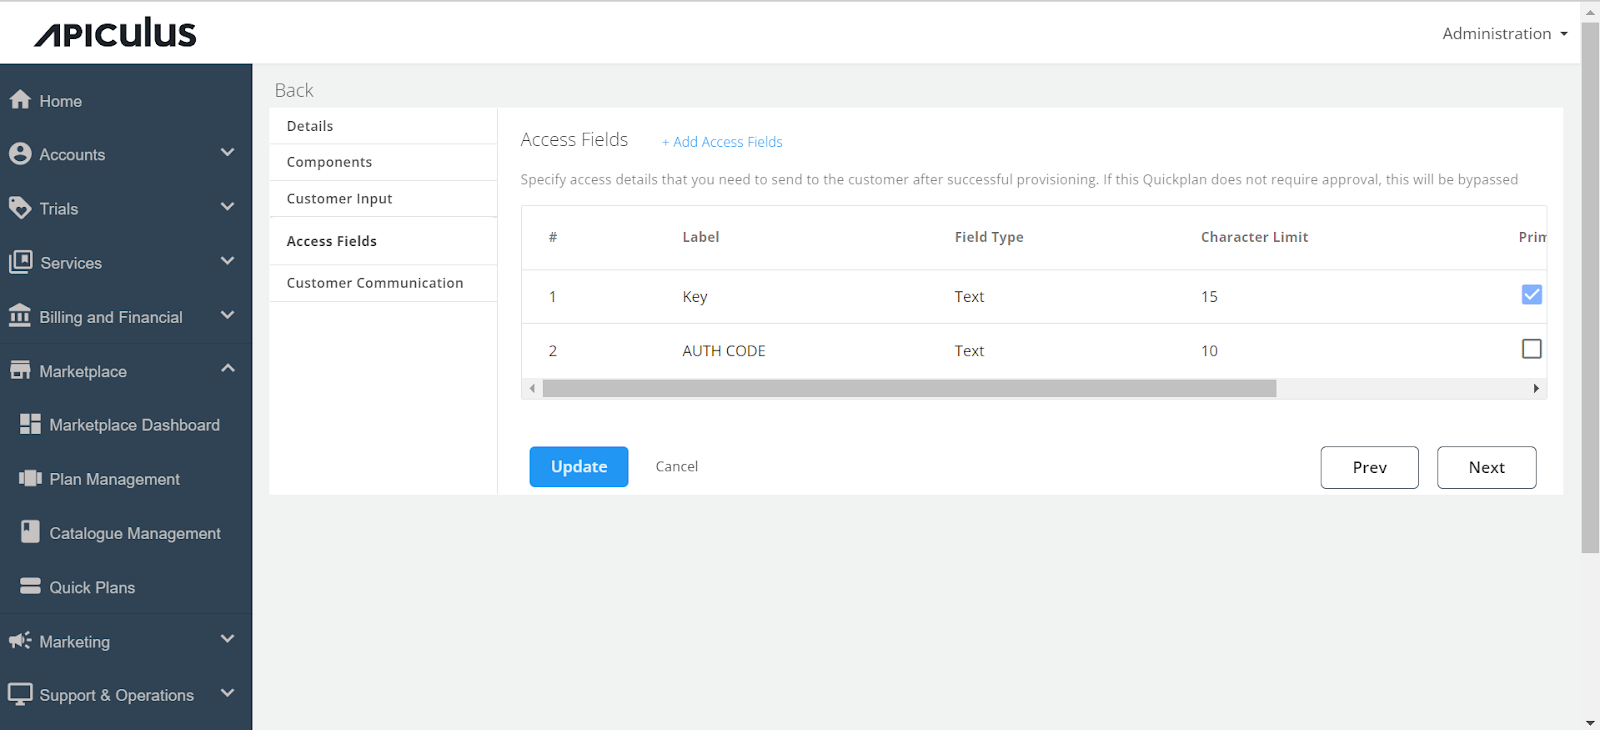 APICULUS
Administration
Home
Accounts
Trials
Services
Billing and Financial
Marketplace
Marketplace Dashboard
Plan Management
Catalogue Management
Quick Plans
Marketing
Support & Operations
Back
Details
Components
Customer Input
Access Fields
Customer Communication
Access Fields + Add Access Fields
Specify access details that you need to send to the customer after successful provisioning. If this Quickplan does not require approval, this will be bypassed
# Label Field Type Character Limit Prim
1 Key Text 15
2 AUTH CODE Text 10
Update Cancel Prev Next